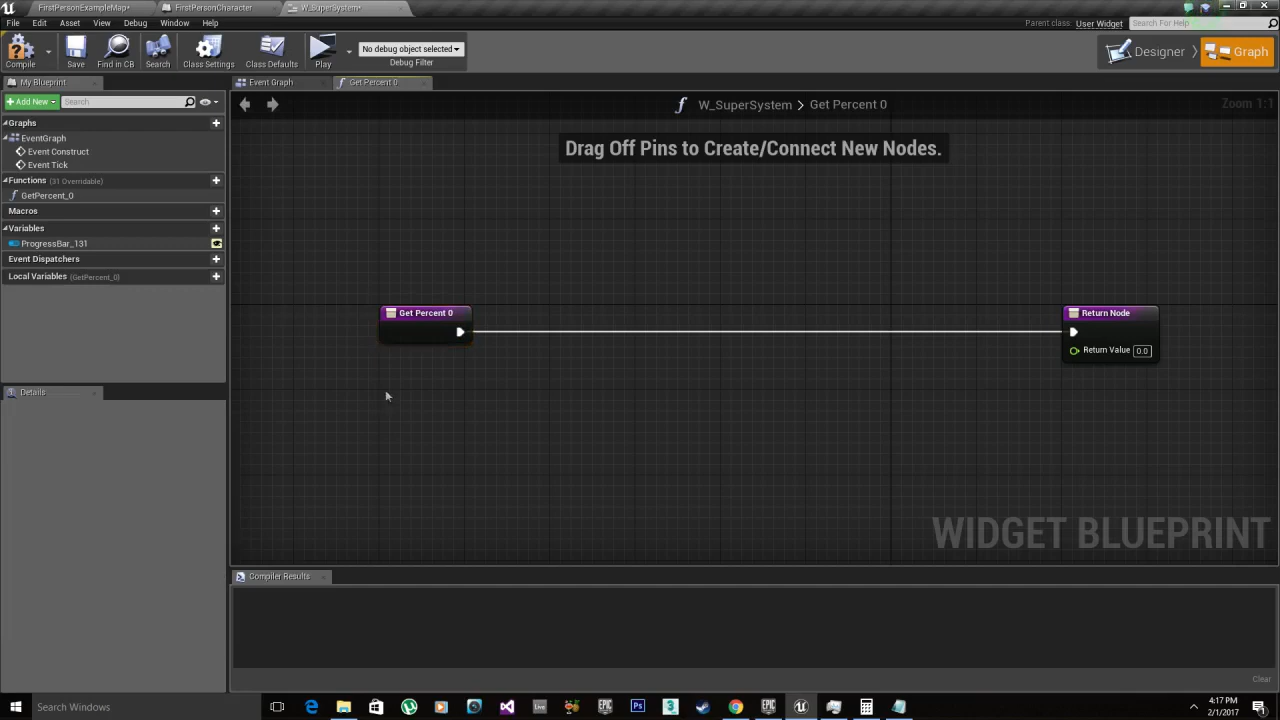 FirstPersonExampleMap*
FirstPersonCharacter
W_SuperSystem*
File Edit Asset View Debug Window Help
Parent class: User Widget
Search For Help
Compile
Save
Find in CB
Search
Class Settings
Class Defaults
Play
No debug object selected
Debug Filter
Designer
Graph
My Blueprint
Event Graph
Get Percent 0
Add New
Search
W_SuperSystem > Get Percent 0
Zoom 1:1
Graphs
EventGraph
Event Construct
Event Tick
Functions (31 Overridable)
GetPercent_0
Macros
Variables
ProgressBar_131
Event Dispatchers
Local Variables (GetPercent_0)
Drag Off Pins to Create/Connect New Nodes.
Get Percent 0
Return Node
Return Value 0.0
Details
WIDGET BLUEPRINT
Compiler Results
Clear
Search Windows
4:17 PM
2/1/2017